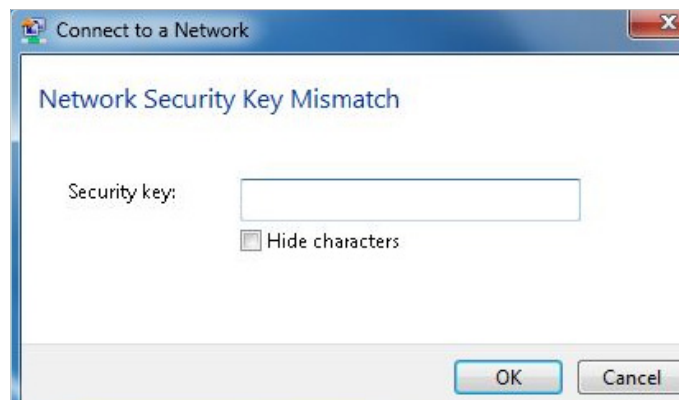 Connect to a Network
Network Security Key Mismatch
Security key:
Hide characters
OK Cancel